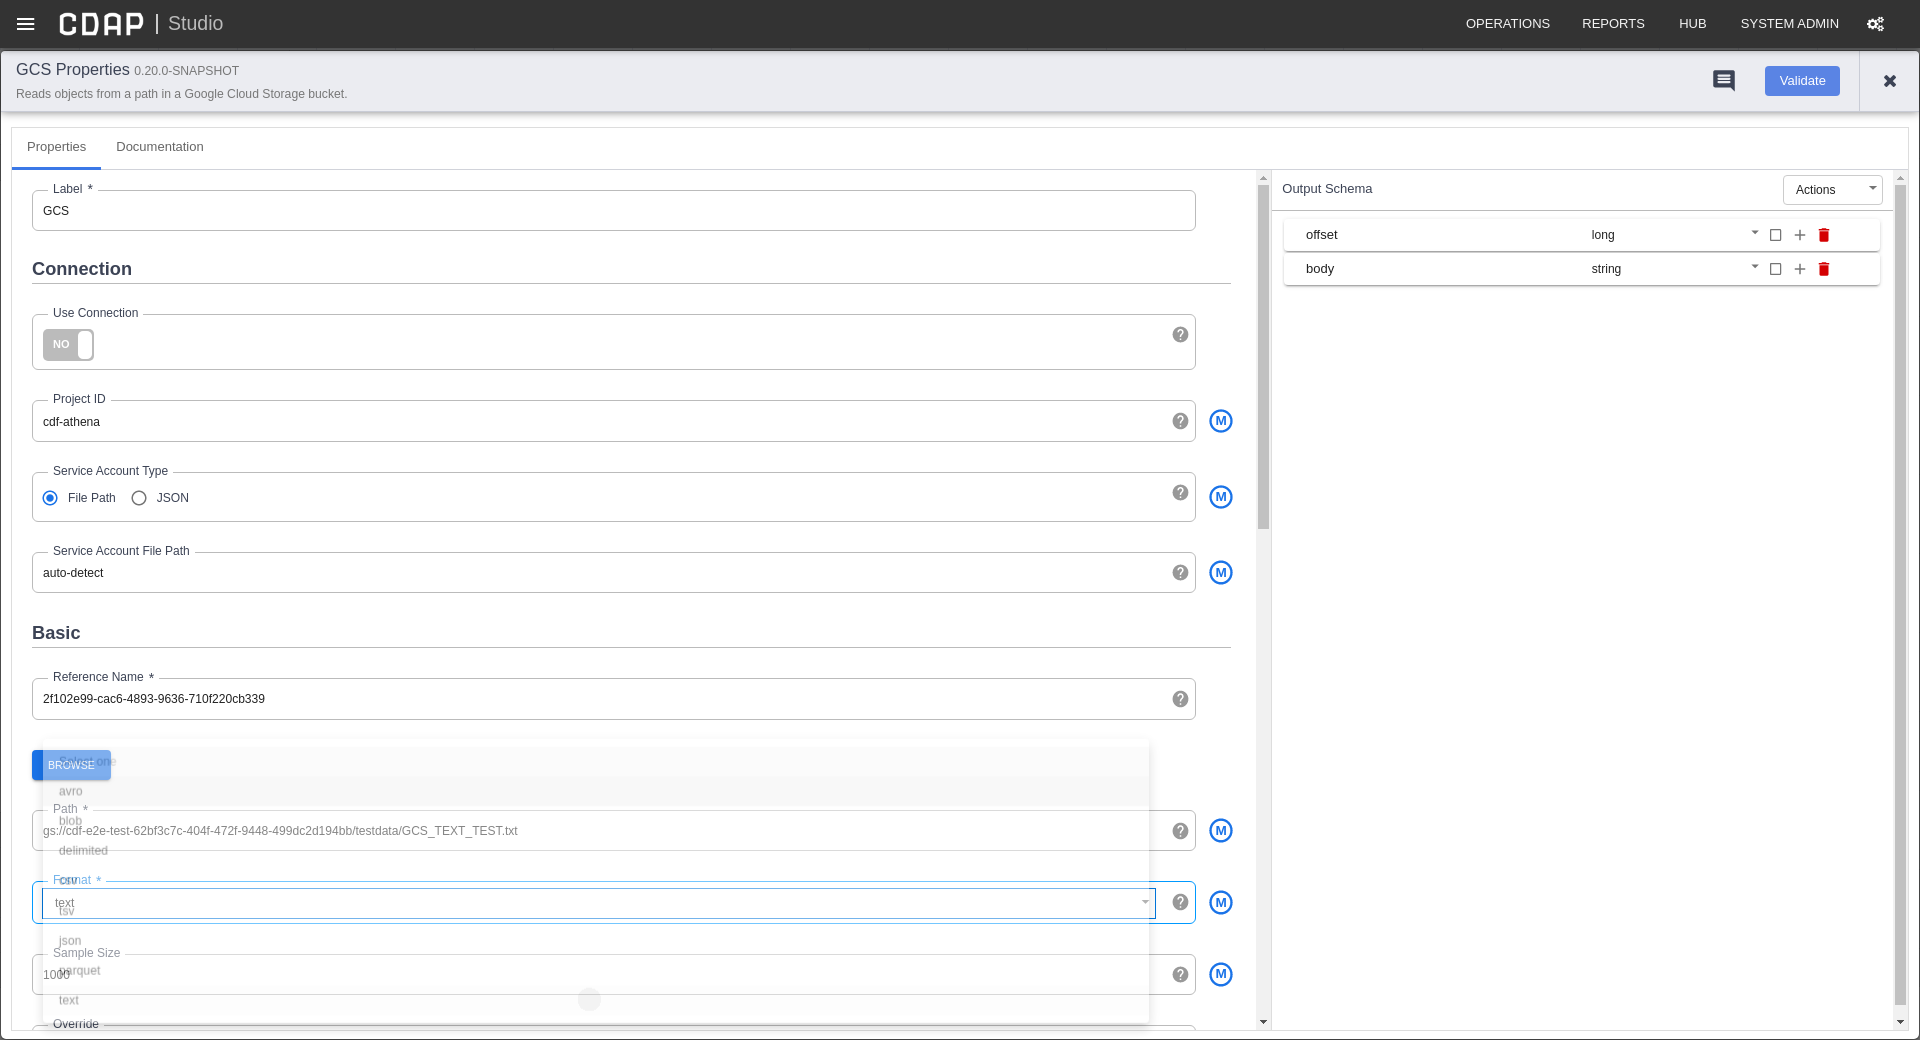 CDAP | Studio
OPERATIONS REPORTS HUB SYSTEM ADMIN
GCS Properties 0.20.0-SNAPSHOT
Reads objects from a path in a Google Cloud Storage bucket.
Validate
Properties Documentation
Label *
GCS
Output Schema
Actions
offset long
body string
Connection
Use Connection
NO
Project ID
cdf-athena
M
Service Account Type
File Path JSON
M
Service Account File Path
auto-detect
M
Basic
Reference Name *
2f102e99-cac6-4893-9636-710f220cb339
Select one
BROWSE
avro
Path *
blob
gs://cdf-e2e-test-62bf3c7c-404f-472f-9448-499dc2d194bb/testdata/GCS_TEXT_TEST.txt
M
delimited
Format *
csv
text
M
tsv
json
Sample Size
parquet
1000
M
text
Override